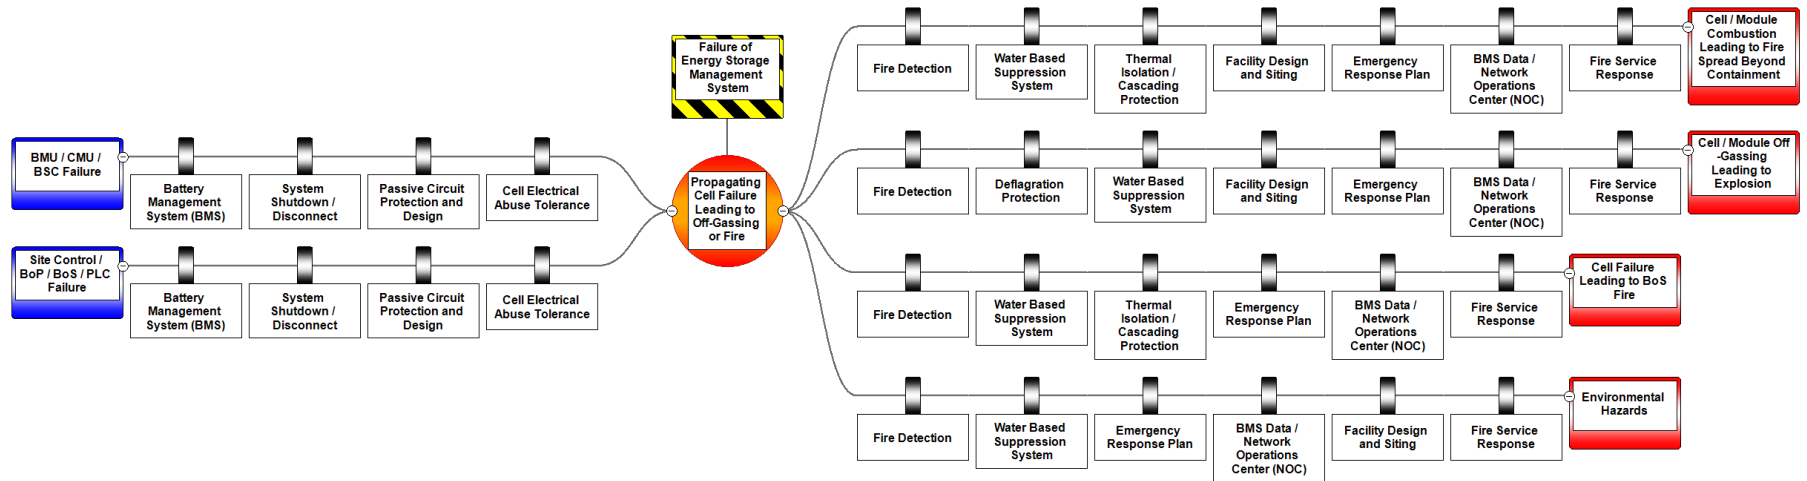 Failure of
Energy Storage
Management
System
BMU / CMU /
BSC Failure
Battery
Management
System (BMS)
System
Shutdown /
Disconnect
Passive Circuit
Protection and
Design
Cell Electrical
Abuse Tolerance
Site Control /
BoP / BoS / PLC
Failure
Battery
Management
System (BMS)
System
Shutdown /
Disconnect
Passive Circuit
Protection and
Design
Cell Electrical
Abuse Tolerance
Propagating
Cell Failure
Leading to
Off-Gassing
or Fire
Fire Detection
Water Based
Suppression
System
Thermal
Isolation /
Cascading
Protection
Facility Design
and Siting
Emergency
Response Plan
BMS Data /
Network
Operations
Center (NOC)
Fire Service
Response
Cell / Module
Combustion
Leading to Fire
Spread Beyond
Containment
Fire Detection
Deflagration
Protection
Water Based
Suppression
System
Facility Design
and Siting
Emergency
Response Plan
BMS Data /
Network
Operations
Center (NOC)
Fire Service
Response
Cell / Module Off
-Gassing
Leading to
Explosion
Fire Detection
Water Based
Suppression
System
Thermal
Isolation /
Cascading
Protection
Emergency
Response Plan
BMS Data /
Network
Operations
Center (NOC)
Fire Service
Response
Cell Failure
Leading to BoS
Fire
Fire Detection
Water Based
Suppression
System
Emergency
Response Plan
BMS Data /
Network
Operations
Center (NOC)
Facility Design
and Siting
Fire Service
Response
Environmental
Hazards